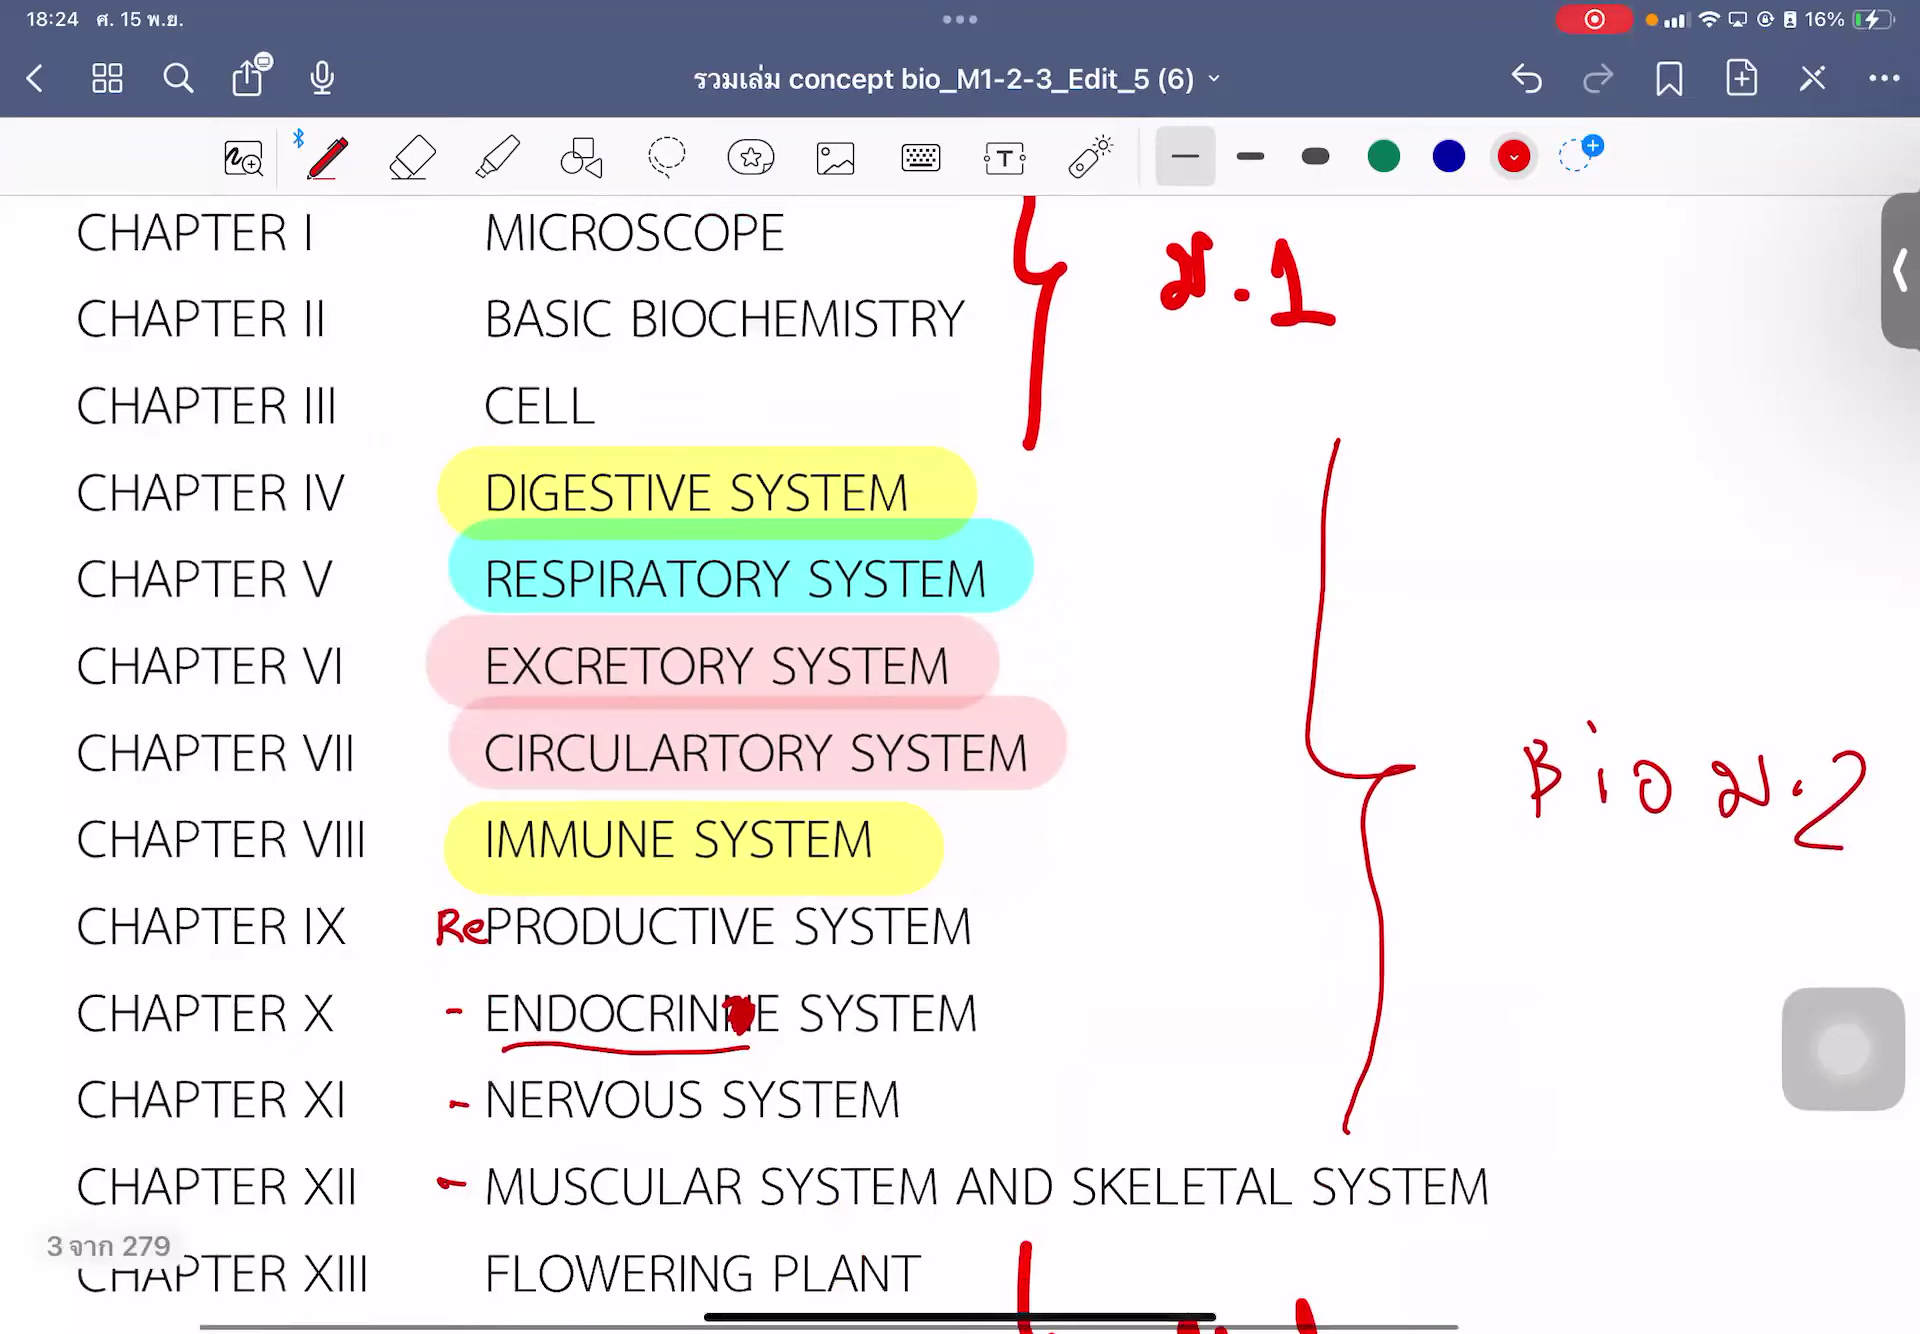 18:24 ศ. 15 พ.ย.
16%
รวมเล่ม concept bio_M1-2-3_Edit_5 (6)
CHAPTER I MICROSCOPE
ม.1
CHAPTER II BASIC BIOCHEMISTRY
CHAPTER III CELL
CHAPTER IV DIGESTIVE SYSTEM
CHAPTER V RESPIRATORY SYSTEM
CHAPTER VI EXCRETORY SYSTEM
CHAPTER VII CIRCULARTORY SYSTEM
Bio ม.2
CHAPTER VIII IMMUNE SYSTEM
CHAPTER IX RePRODUCTIVE SYSTEM
CHAPTER X - ENDOCRINE SYSTEM
CHAPTER XI - NERVOUS SYSTEM
CHAPTER XII - MUSCULAR SYSTEM AND SKELETAL SYSTEM
3 จาก 279
CHAPTER XIII FLOWERING PLANT